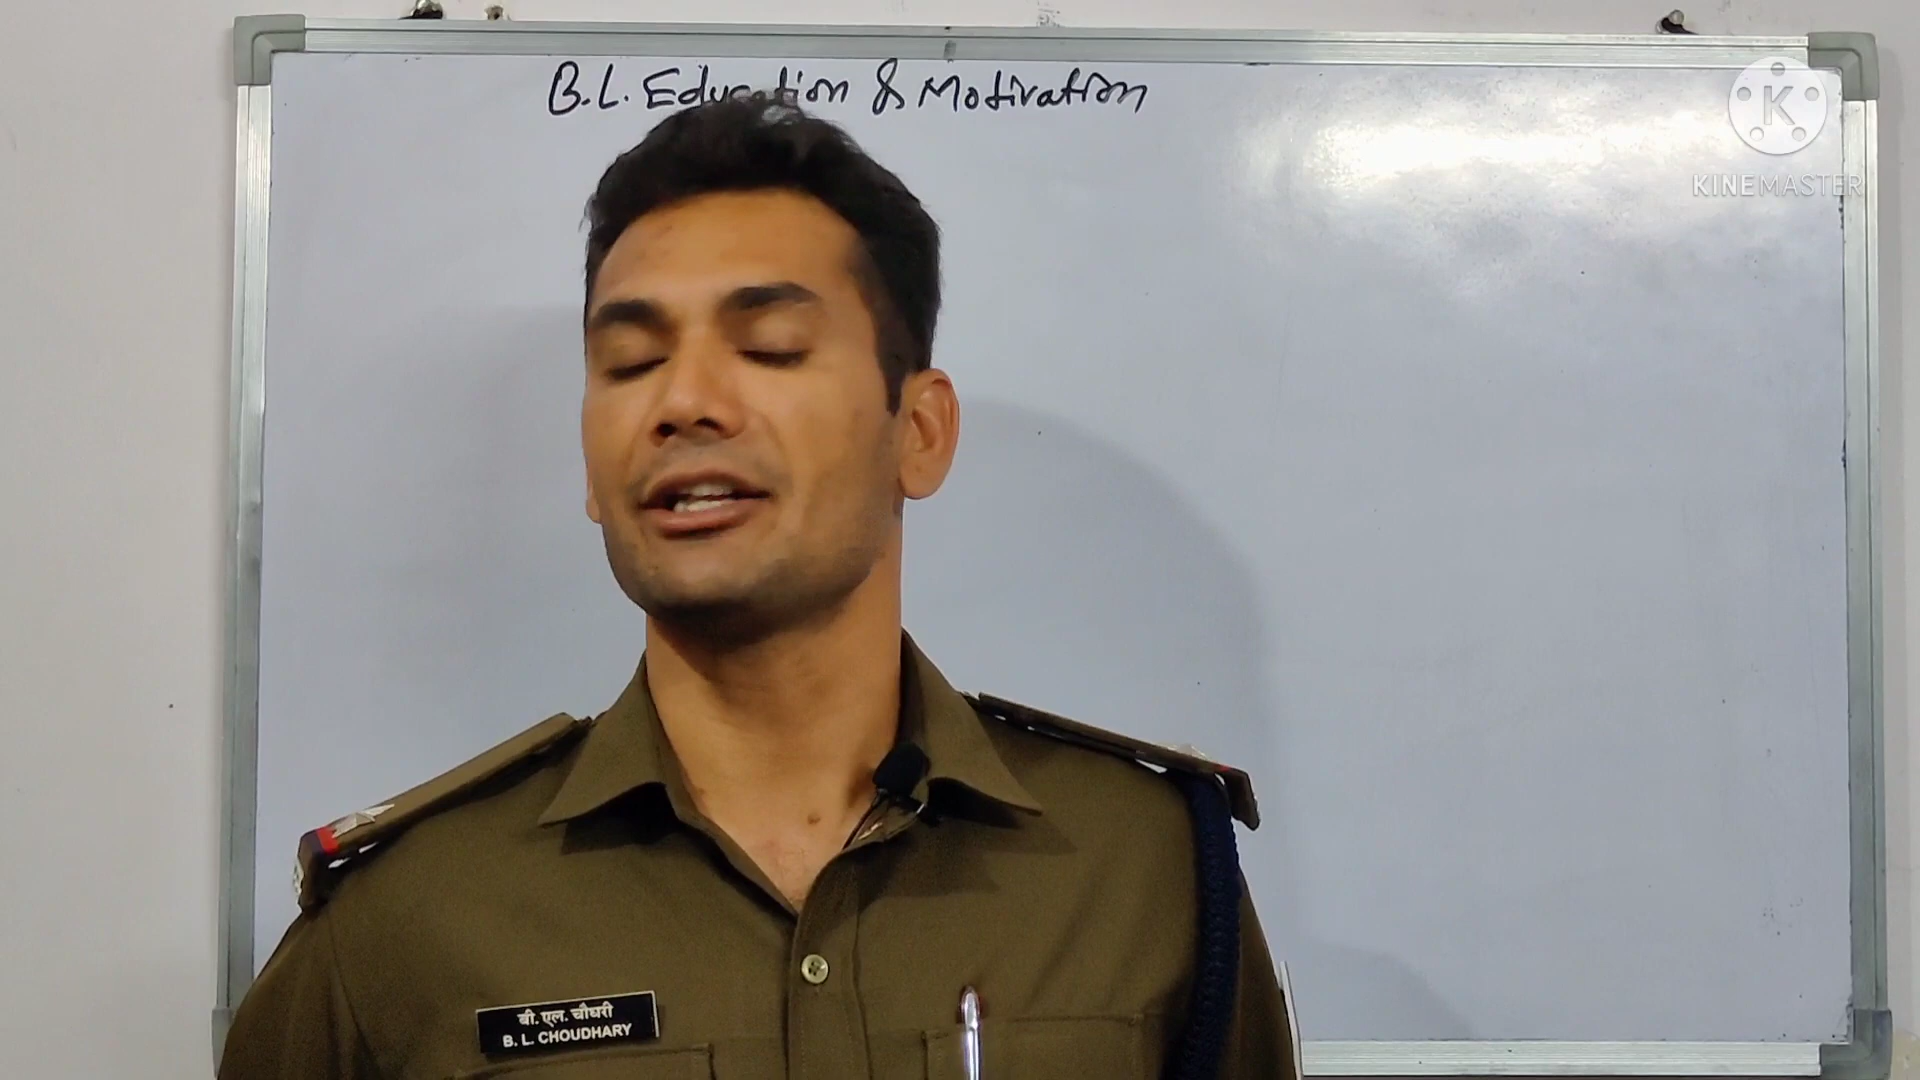 B.L. Education & Motivation
K
KINEMASTER
बी. एल. चौधरी
B. L. CHOUDHARY